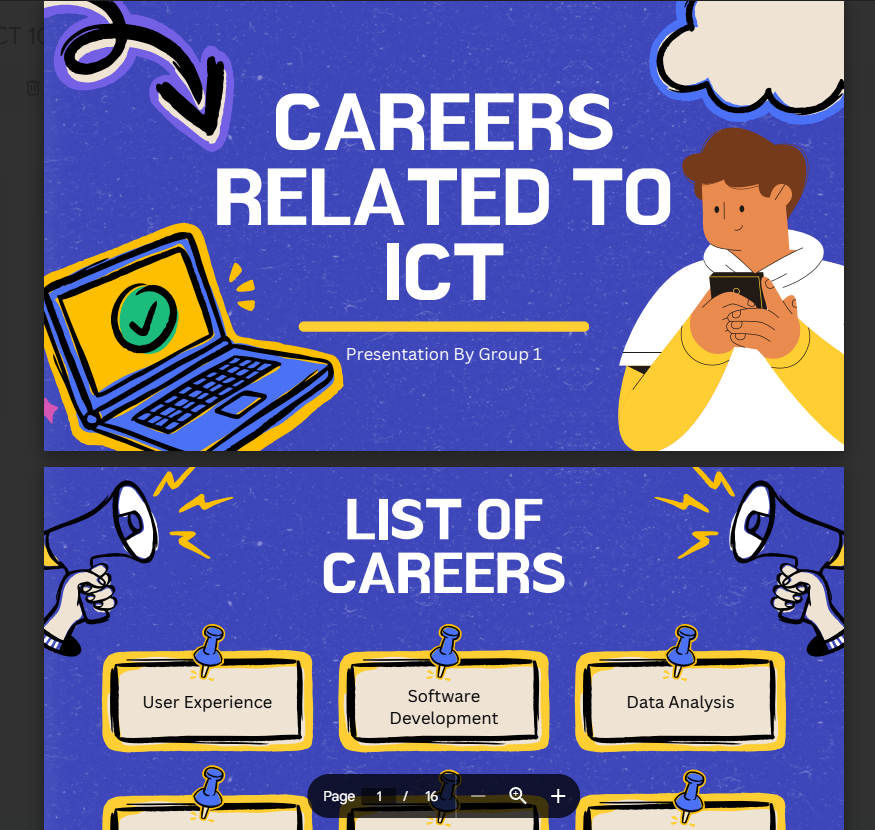 CT 1
CAREERS
RELATED TO
ICT
Presentation By Group 1
LIST OF
CAREERS
User Experience
Software
Development
Data Analysis
Page 1 / 16